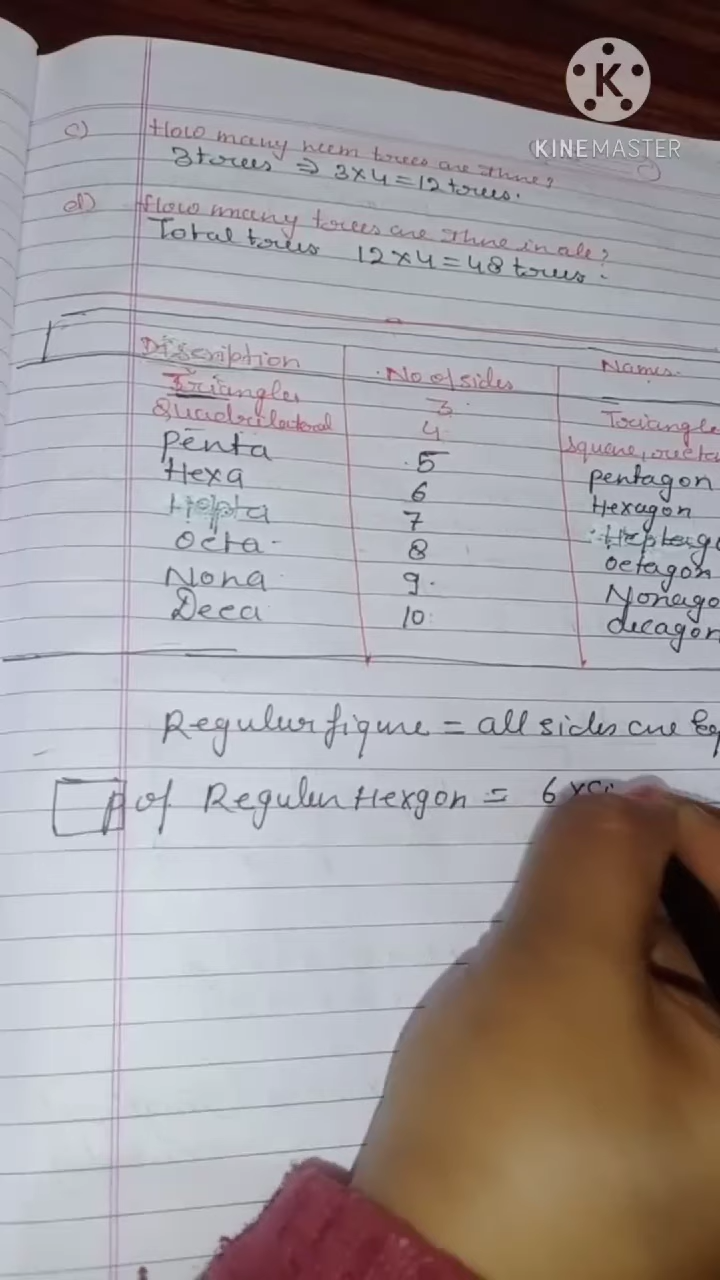 K
KINEMASTER
c) How many neem trees are there?
3 trees ⇒ 3×4=12 trees.
d) How many trees are there in all?
Total trees 12×4=48 trees.
Discription No of sides Names
Triangles 3 Triangle
Quadrilateral 4 Square, recta
Penta 5 pentagon
Hexa 6 Hexagon
Hepta 7 Heptago
Octa 8 octagon
Nona 9 Nonago
Deca 10 decagon
Regular figure = all sides are Eq
P of Regular Hexgon = 6 × Si